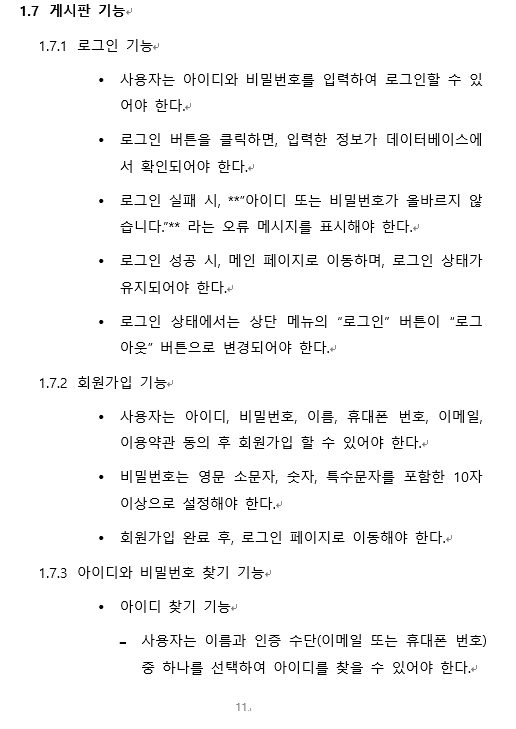 1.7 게시판 기능
1.7.1 로그인 기능
• 사용자는 아이디와 비밀번호를 입력하여 로그인할 수 있
어야 한다.
• 로그인 버튼을 클릭하면, 입력한 정보가 데이터베이스에
서 확인되어야 한다.
• 로그인 실패 시, **"아이디 또는 비밀번호가 올바르지 않
습니다."** 라는 오류 메시지를 표시해야 한다.
• 로그인 성공 시, 메인 페이지로 이동하며, 로그인 상태가
유지되어야 한다.
• 로그인 상태에서는 상단 메뉴의 "로그인" 버튼이 "로그
아웃" 버튼으로 변경되어야 한다.
1.7.2 회원가입 기능
• 사용자는 아이디, 비밀번호, 이름, 휴대폰 번호, 이메일,
이용약관 동의 후 회원가입 할 수 있어야 한다.
• 비밀번호는 영문 소문자, 숫자, 특수문자를 포함한 10자
이상으로 설정해야 한다.
• 회원가입 완료 후, 로그인 페이지로 이동해야 한다.
1.7.3 아이디와 비밀번호 찾기 기능
• 아이디 찾기 기능
– 사용자는 이름과 인증 수단(이메일 또는 휴대폰 번호)
중 하나를 선택하여 아이디를 찾을 수 있어야 한다.
11